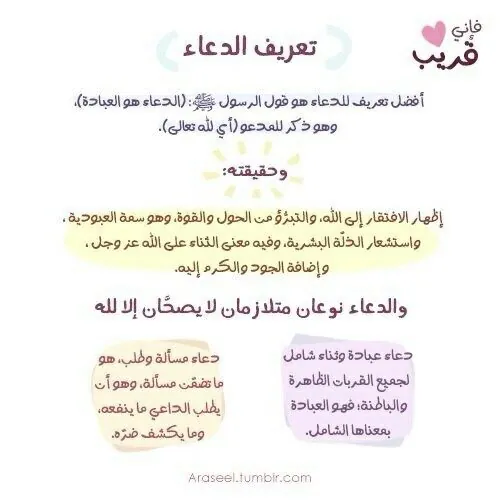 فإني
قريب
تعريف الدعاء
أفضل تعريف للدعاء هو قول الرسول ﷺ: (الدعاء هو العبادة)،
وهو ذكر للمدعو (أي لله تعالى).
وحقيقته:
إظهار الافتقار إلى الله، والتبرُّؤ من الحول والقوة، وهو سمة العبودية،
واستشعار الذلّة البشرية، وفيه معنى الثناء على الله عز وجل،
وإضافة الجود والكرم إليه.
والدعاء نوعان متلازمان لا يصحَّان إلا لله
دعاء عبادة وثناء شامل
لجميع القربات الظاهرة
والباطنة؛ فهو العبادة
بمعناها الشامل.
دعاء مسألة وطلب، هو
ما تضمّن مسألة، وهو أن
يطلب الداعي ما ينفعه،
وما يكشف ضرّه.
Araseel.tumblr.com